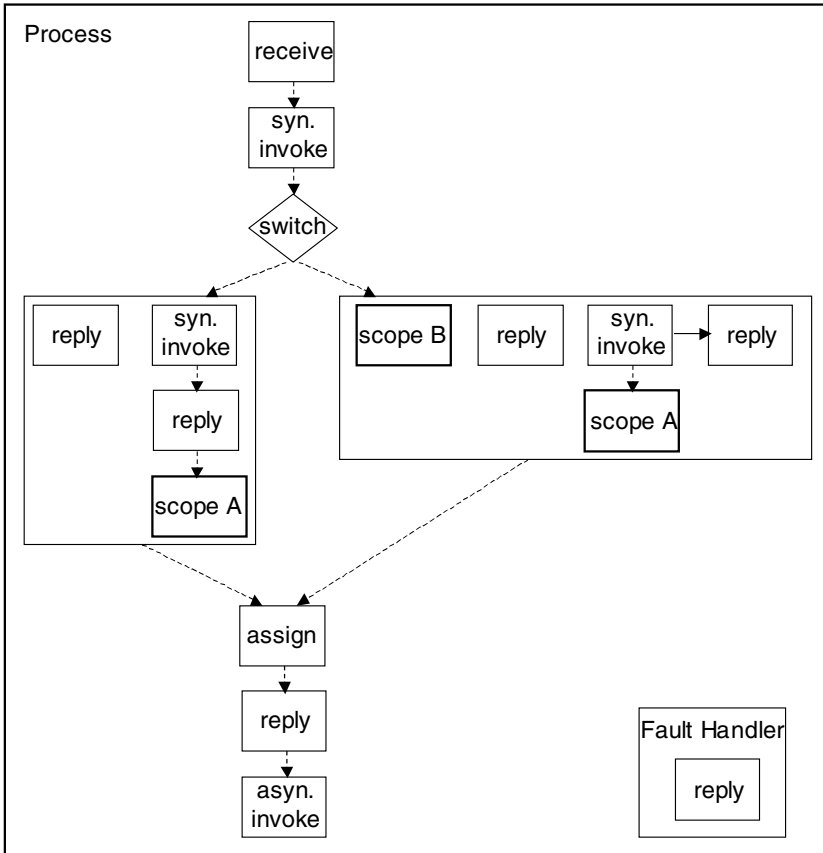 Process
receive
syn.
invoke
switch
reply
syn.
invoke
reply
scope A
scope B
reply
syn.
invoke
reply
scope A
assign
reply
asyn.
invoke
Fault Handler
reply